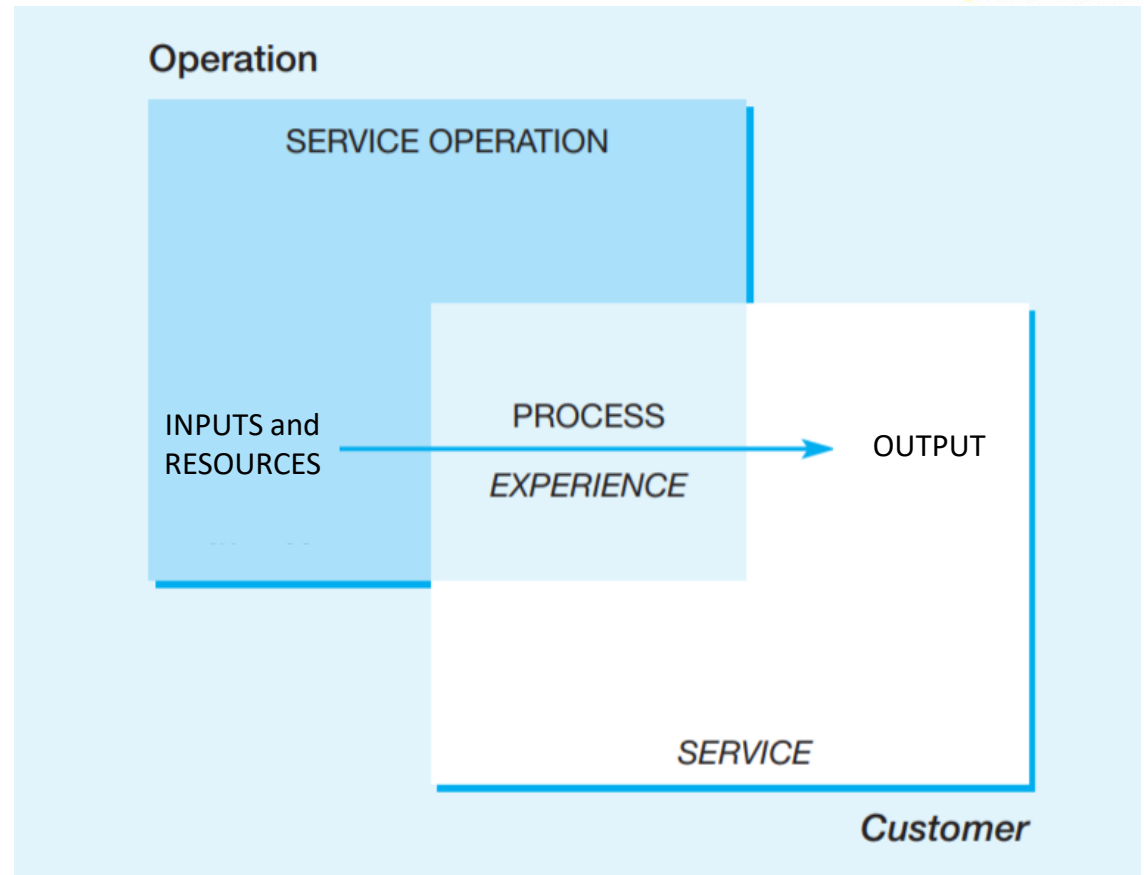 Operation
SERVICE OPERATION
INPUTS and
RESOURCES
PROCESS
EXPERIENCE
OUTPUT
SERVICE
Customer